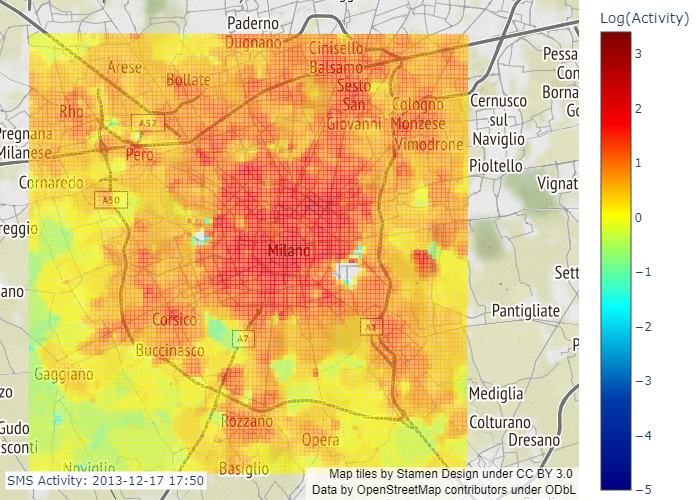 Paderno
Dugnano
Cinisello
Balsamo
Arese
Bollate
Sesto
San
Giovanni
Cologno
Monzese
Rho
A52
Pero
Vimodrone
Cernusco
sul
Naviglio
Pessa
Con
Borna
Go
Pregnana
Milanese
Pioltello
Cornaredo
A50
Vignat
reggio
Milano
Sett
ano
Pantigliate
Corsico
A7
A1
Buccinasco
P
Gaggiano
zo
Mediglia
Rozzano
Colturano
Gudo
sconti
Opera
Dresano
Noviglio
Basiglio
SMS Activity: 2013-12-17 17:50
Map tiles by Stamen Design under CC BY 3.0
Data by OpenStreetMap contributors under ODbL
Log(Activity)
3
2
1
0
−1
−2
−3
−4
−5